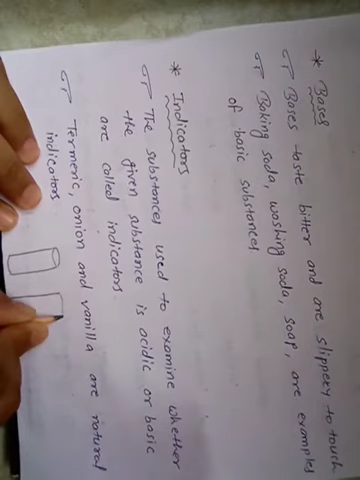 * Bases
Bases taste bitter and are slippery to touch
Baking soda, washing soda, soap, are examples
of basic substances
* Indicators
The substances used to examine whether
the given substance is acidic or basic
are called indicators
Termeric, onion and vanilla are natural
indicators